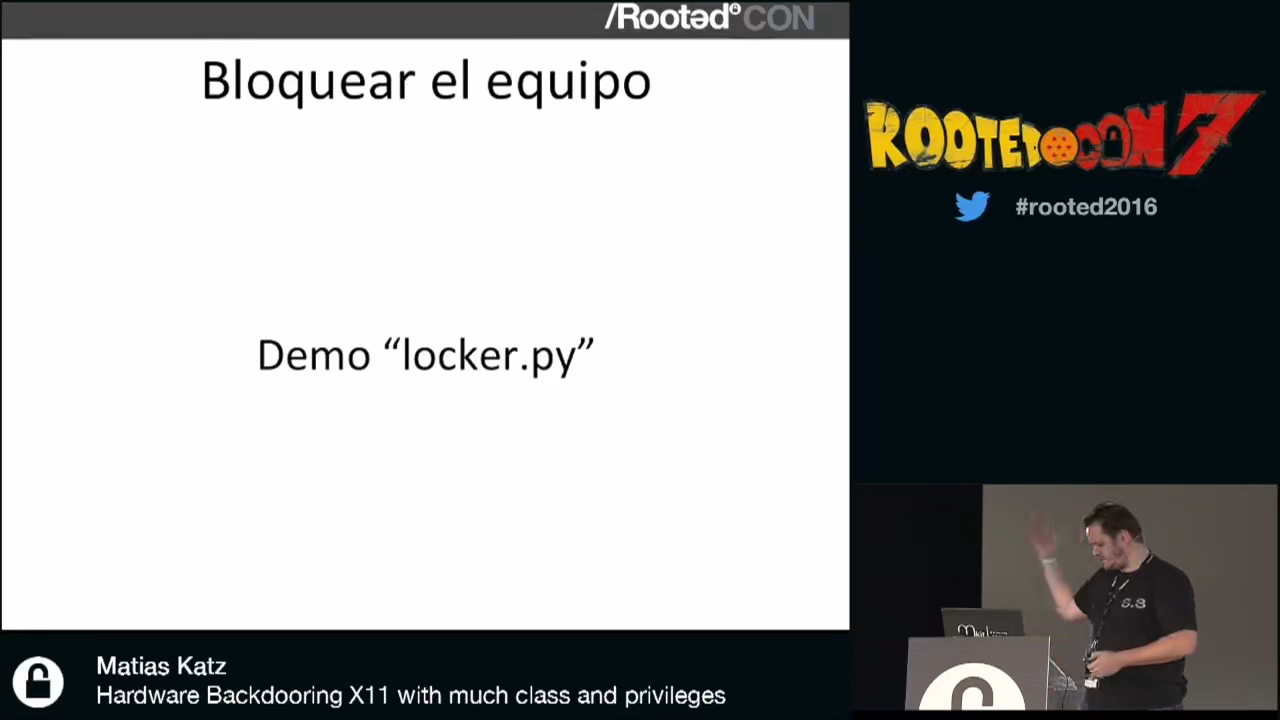 /RootedCON
Bloquear el equipo
Demo “locker.py”
ROOTED CON 7
#rooted2016
Matias Katz
Hardware Backdooring X11 with much class and privileges